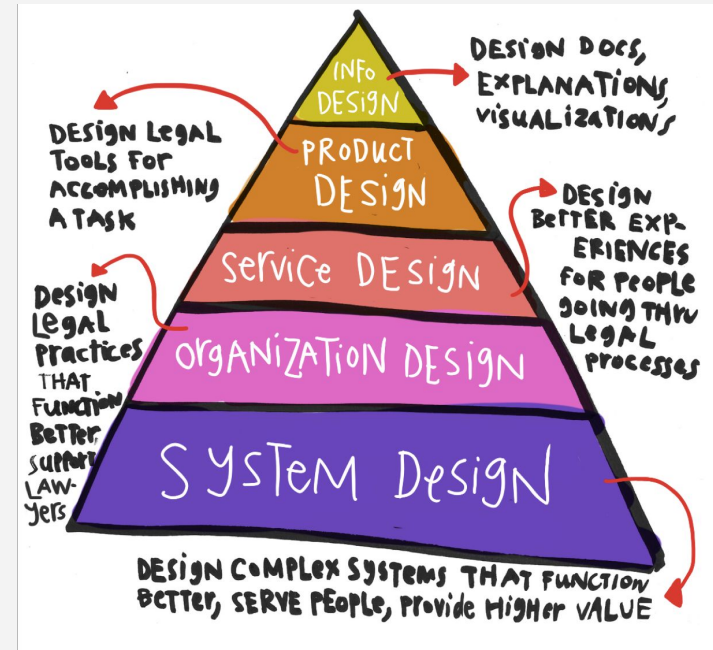 INFO
DESIGN
DESIGN DOCS,
EXPLANATIONS,
VISUALIZATIONS
PRODUCT
DESIGN
DESIGN LEGAL
TOOLS FOR
ACCOMPLISHING
A TASK
SERVICE DESIGN
DESIGN
BETTER EXP-
ERIENCES
FOR PEOPLE
GOING THRU
LEGAL
PROCESSES
ORGANIZATION DESIGN
DESIGN
LEGAL
PRACTICES
THAT
FUNCTION
BETTER,
SUPPORT
LAW-
YERS
SYSTEM DESIGN
DESIGN COMPLEX SYSTEMS THAT FUNCTION
BETTER, SERVE PEOPLE, PROVIDE HIGHER VALUE